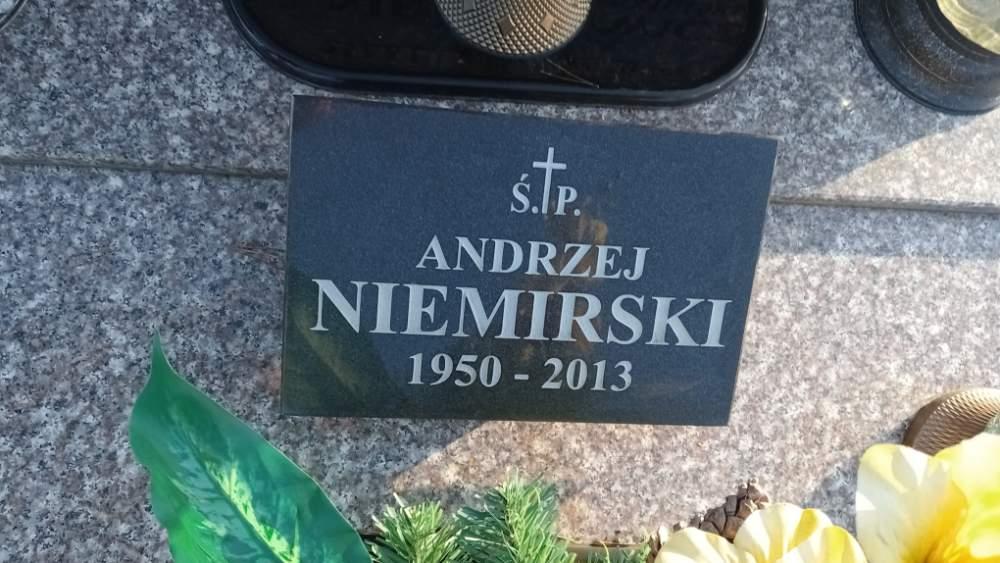 Ś.†P.
ANDRZEJ
NIEMIRSKI
1950 - 2013